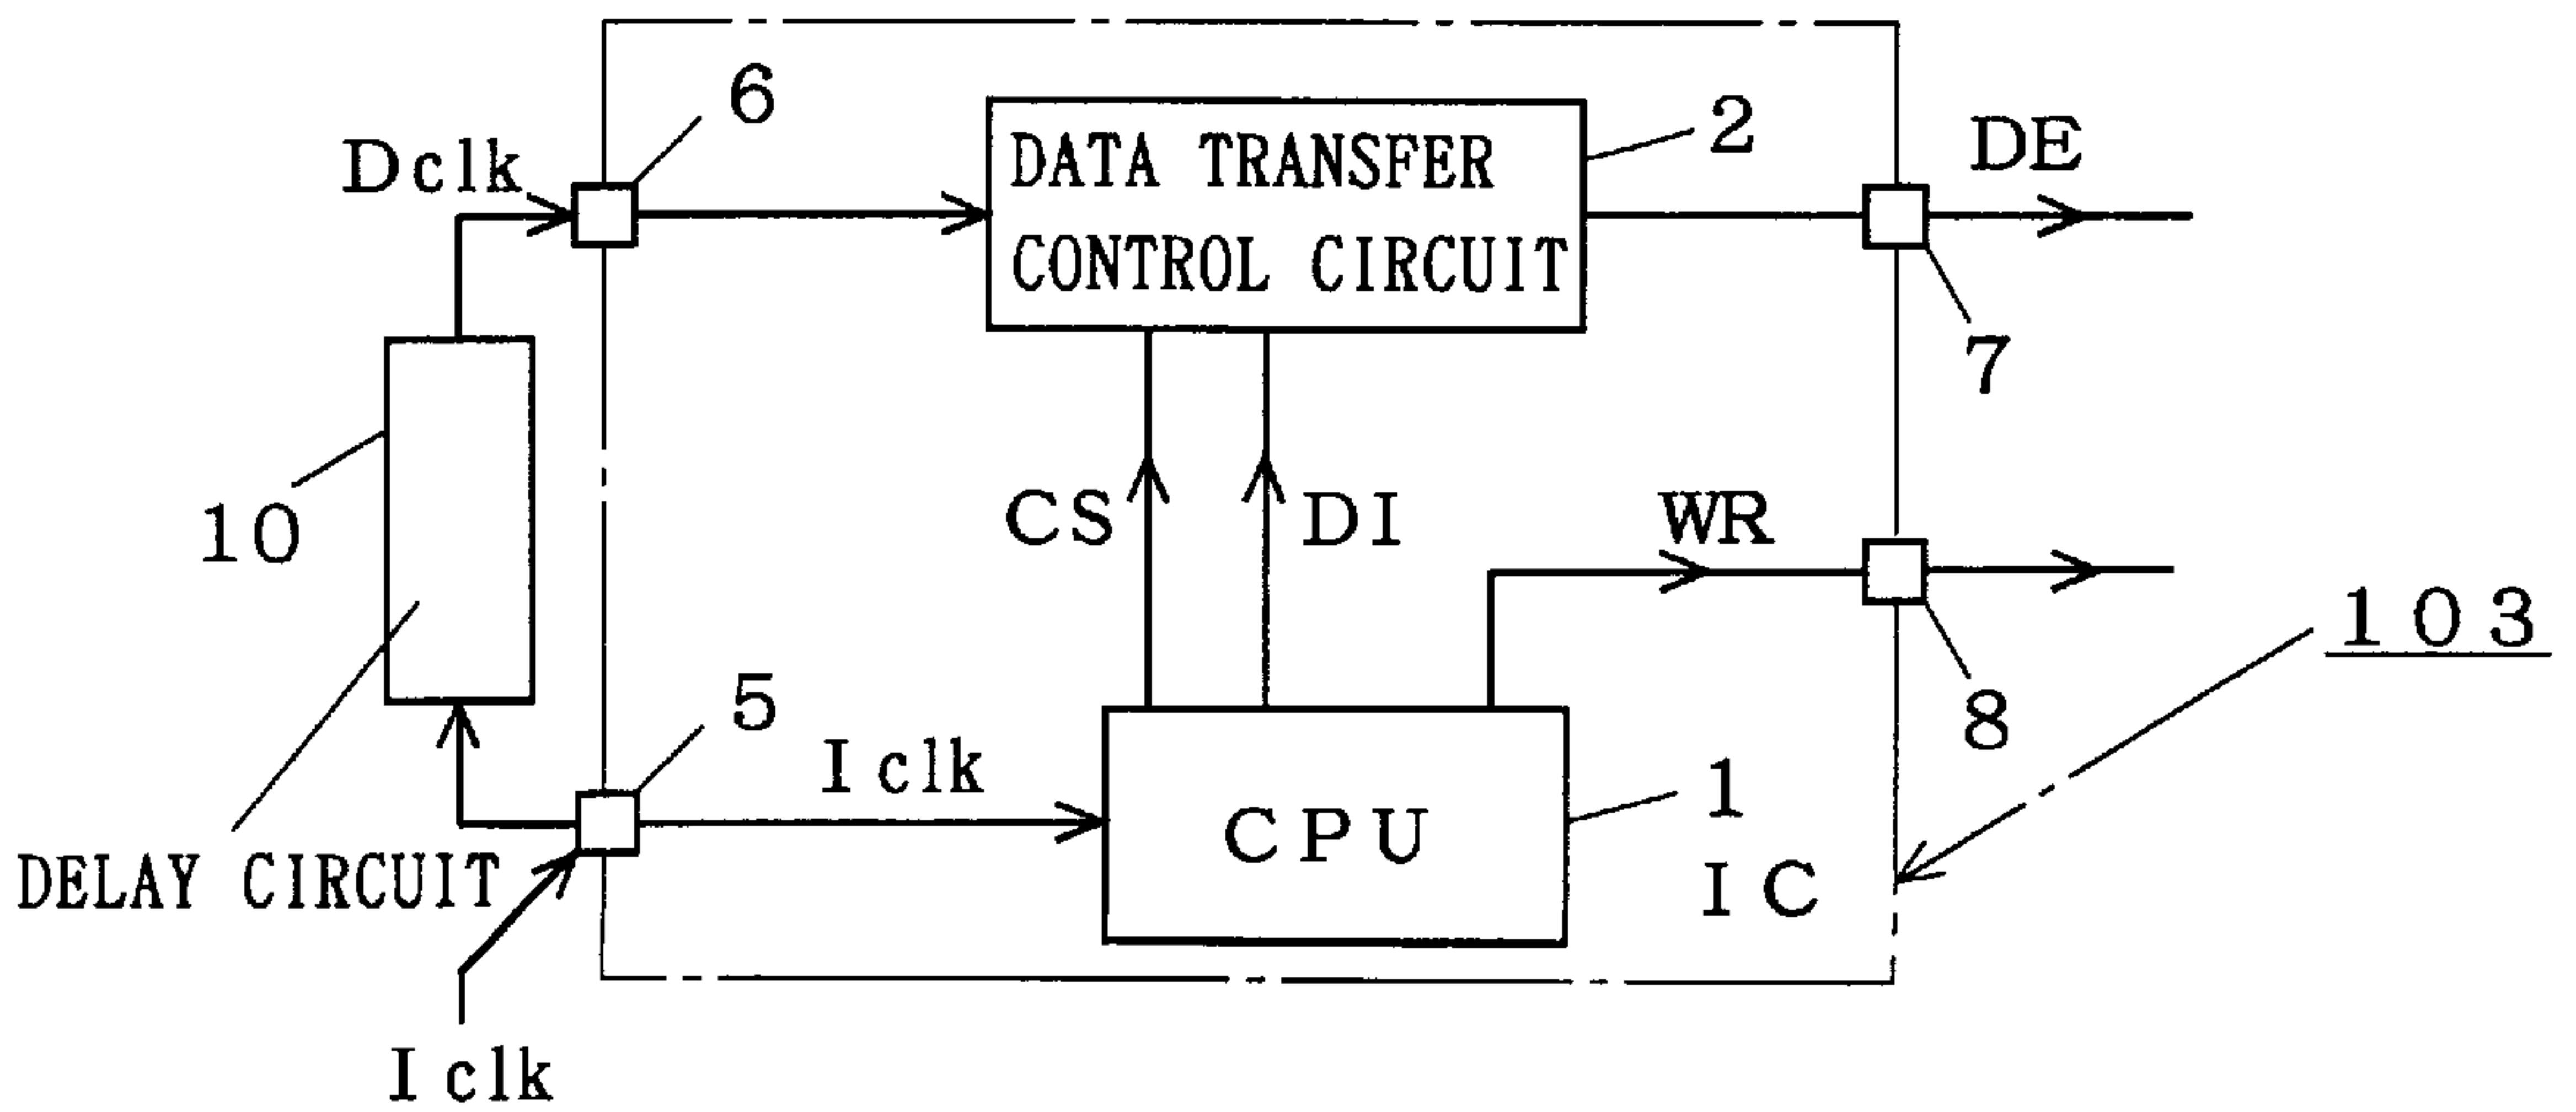 6
2
DE
Dclk
DATA TRANSFER
CONTROL CIRCUIT
7
10
CS
DI
WR
103
5
8
Iclk
1
CPU
DELAY CIRCUIT
IC
Iclk